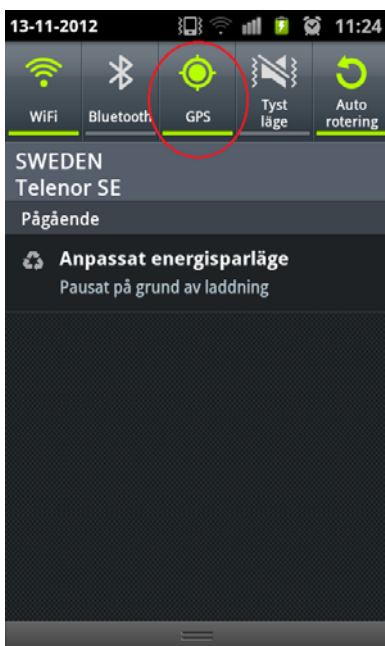 13-11-2012 11:24
WiFi Bluetooth GPS Tyst läge Auto rotering
SWEDEN
Telenor SE
Pågående
Anpassat energisparläge
Pausat på grund av laddning